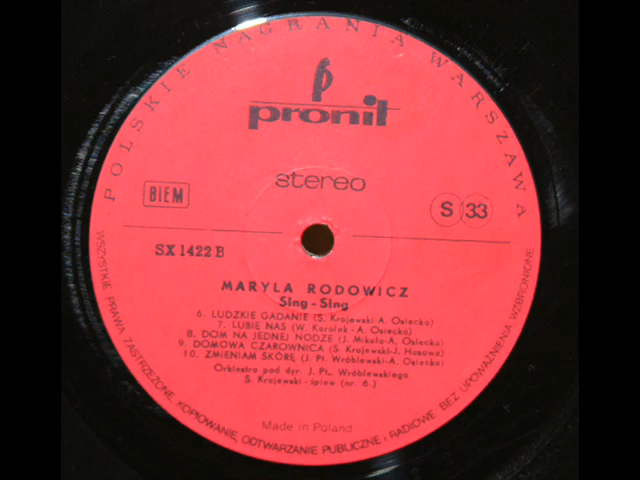 POLSKIE NAGRANIA WARSZAWA
pronit
stereo
BIEM
S 33
SX 1422 B
MARYLA RODOWICZ
Sing - Sing
6. LUDZKIE GADANIE (S. Krajewski-A. Osiecka)
7. LUBIĘ NAS (W. Korolak - A. Osiecka)
8. DOM NA JEDNEJ NODZE (J. Mikuła-A. Osiecka)
9. DOMOWA CZAROWNICA (S. Krajewski-J. Hosowa)
10. ZMIENIAM SKÓRĘ (J. Pt. Wróblewski-A. Osiecka)
Orkiestra pod dyr. J. Pt. Wróblewskiego
S. Krajewski - śpiew (nr 6.)
Made in Poland
WSZYSTKIE PRAWA ZASTRZEŻONE. KOPIOWANIE, ODTWARZANIE PUBLICZNE i RADIOWE BEZ UPOWAŻNIENIA WZBRONIONE